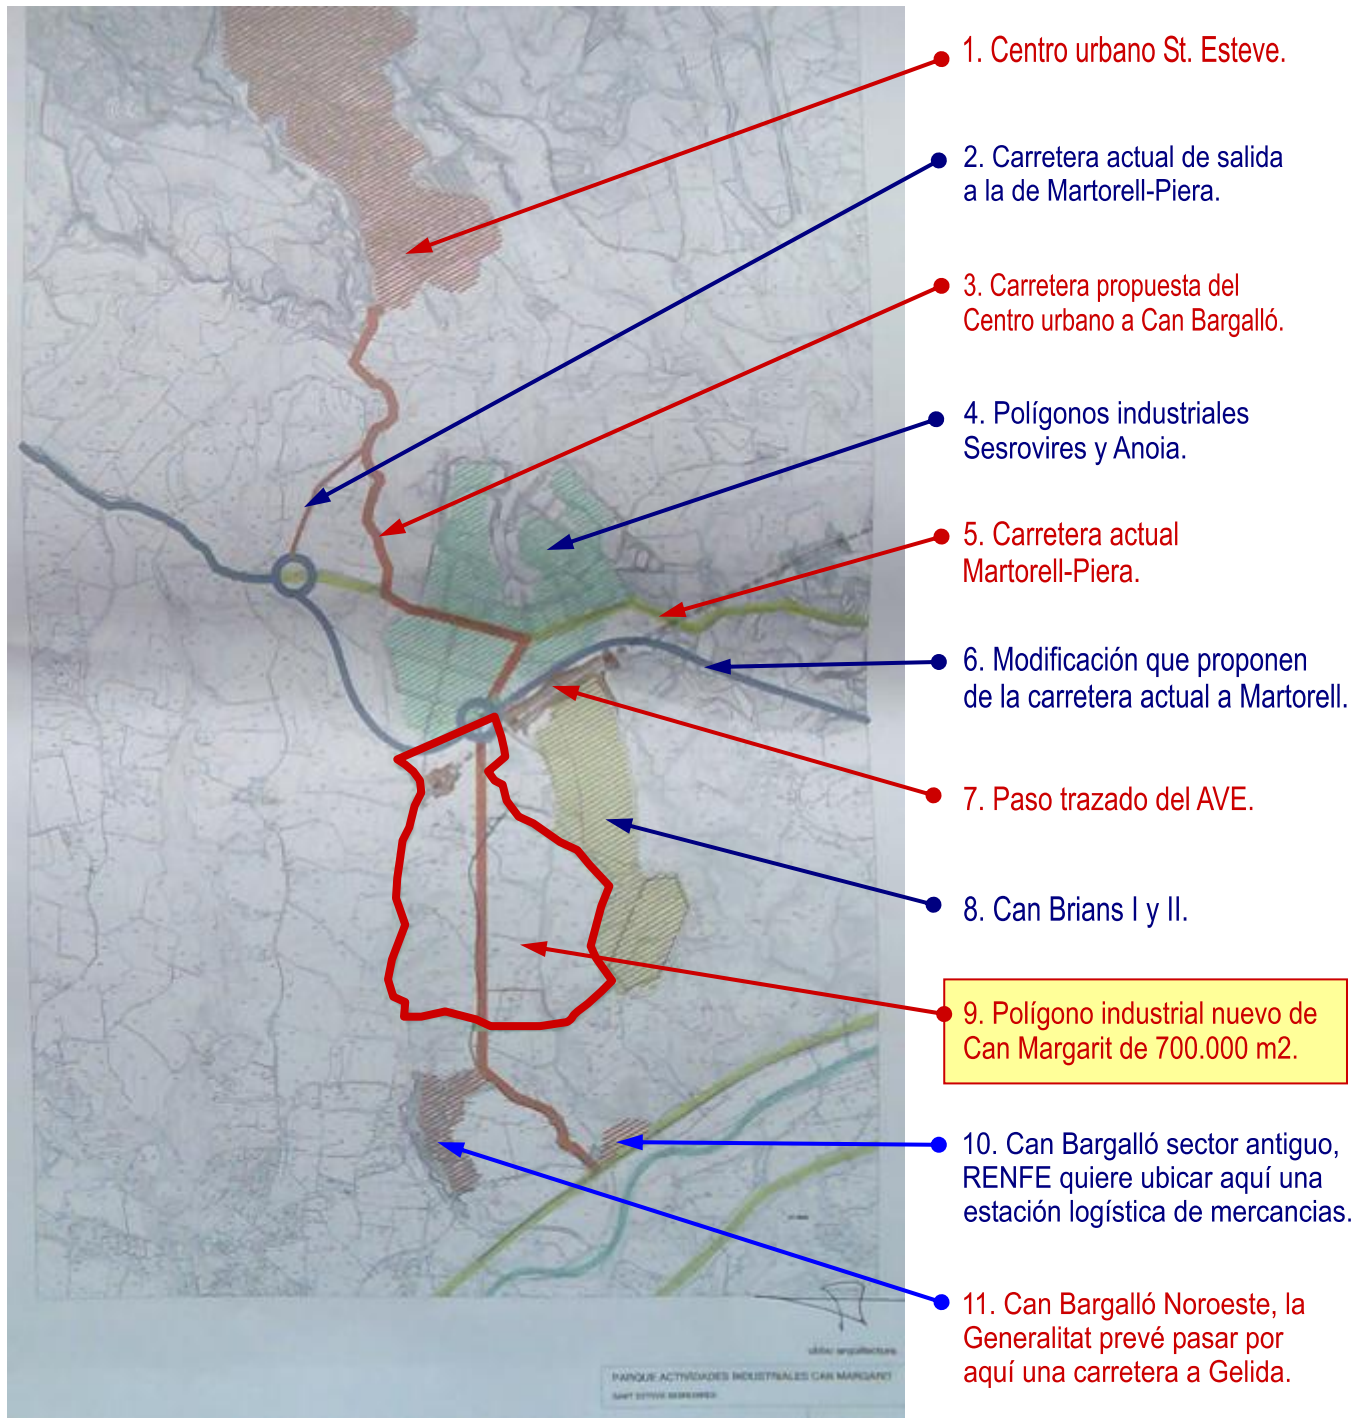 1. Centro urbano St. Esteve.
2. Carretera actual de salida
a la de Martorell-Piera.
3. Carretera propuesta del
Centro urbano a Can Bargalló.
4. Polígonos industriales
Sesrovires y Anoia.
5. Carretera actual
Martorell-Piera.
6. Modificación que proponen
de la carretera actual a Martorell.
7. Paso trazado del AVE.
8. Can Brians I y II.
9. Polígono industrial nuevo de
Can Margarit de 700.000 m2.
10. Can Bargalló sector antiguo,
RENFE quiere ubicar aquí una
estación logística de mercancias.
11. Can Bargalló Noroeste, la
Generalitat prevé pasar por
aquí una carretera a Gelida.
arquitectura
PARQUE ACTIVIDADES INDUSTRIALES CAN MARGARIT
SANT ESTEVE SESROVIRES